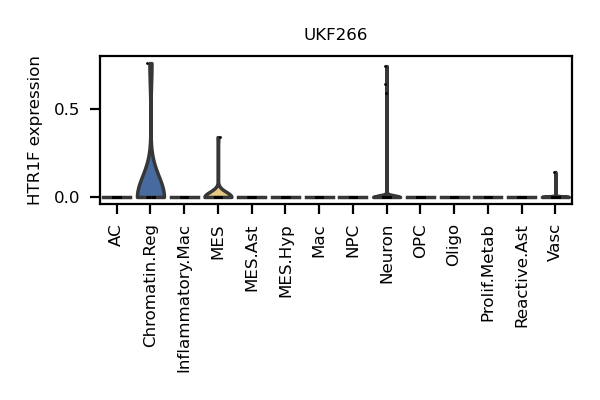 UKF266
HTR1F expression
0.5
0.0
AC
Chromatin.Reg
Inflammatory.Mac
MES
MES.Ast
MES.Hyp
Mac
NPC
Neuron
OPC
Oligo
Prolif.Metab
Reactive.Ast
Vasc